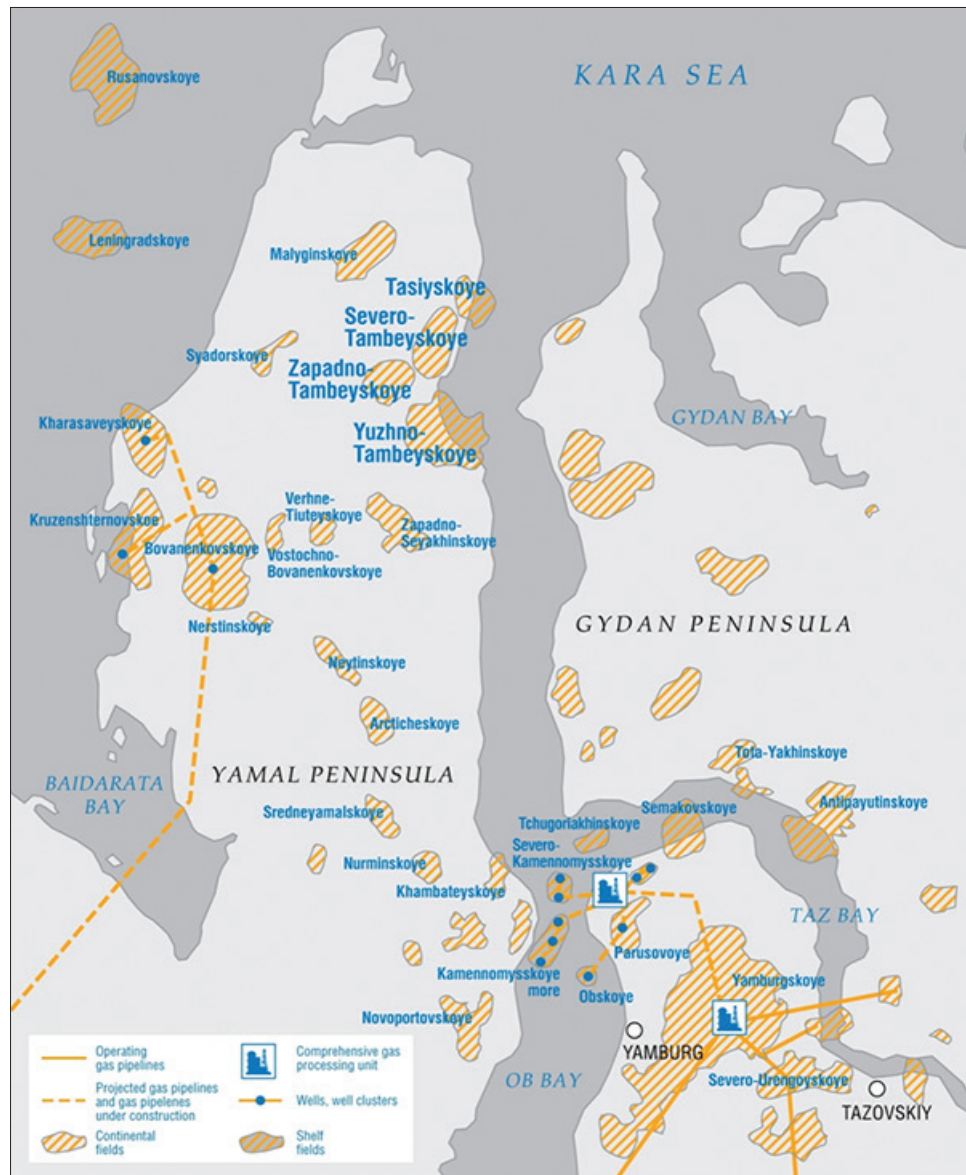 KARA SEA
Rusanovskoye
Leningradskoye
Malyginskoye
Tasiyskoye
Severo-
Tambeyskoye
Syadorskoye
Zapadno-
Tambeyskoye
Kharasaveyskoye
GYDAN BAY
Yuzhno-
Tambeyskoye
Verhne-
Tiuteyskoye
Kruzenshternovskoe
Zapadno-
Seyakhinskoye
Bovanenkovskoye
Vostochno-
Bovanenkovskoye
Nerstinskoye
GYDAN PENINSULA
Neytinskoye
Arcticheskoye
Tota-Yakhinskoye
BAIDARATA
BAY
YAMAL PENINSULA
Semakovskoye
Antipayutinskoye
Sredneyamalskoye
Tchugoriakhinskoye
Severo-
Kamennomysskoye
Nurminskoye
Khambateyskoye
TAZ BAY
Parusovoye
Kamennomysskoye
more
Obskoye
Yamburgskoye
Novoportovskoye
YAMBURG
OB BAY
Severo-Urengoyskoye
TAZOVSKIY
Operating
gas pipelines
Comprehensive gas
processing unit
Projected gas pipelines
and gas pipelenes
under construction
Wells, well clusters
Continental
fields
Shelf
fields